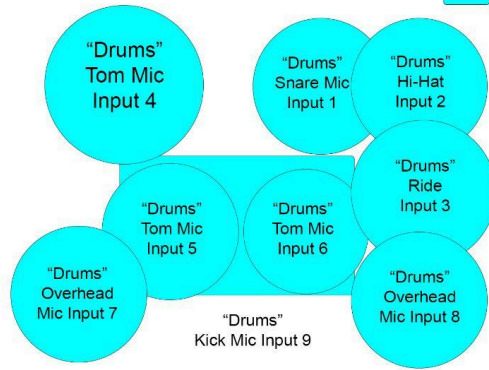 “Drums”
Tom Mic
Input 4
“Drums”
Snare Mic
Input 1
“Drums”
Hi-Hat
Input 2
“Drums”
Ride
Input 3
“Drums”
Tom Mic
Input 5
“Drums”
Tom Mic
Input 6
“Drums”
Overhead
Mic Input 7
“Drums”
Overhead
Mic Input 8
“Drums”
Kick Mic Input 9